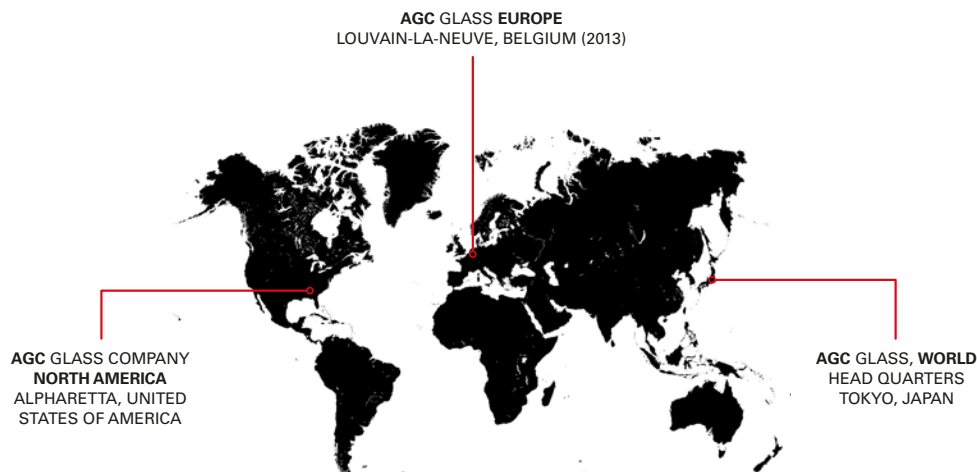 AGC GLASS EUROPE
LOUVAIN-LA-NEUVE, BELGIUM (2013)
AGC GLASS COMPANY
NORTH AMERICA
ALPHARETTA, UNITED
STATES OF AMERICA
AGC GLASS, WORLD
HEAD QUARTERS
TOKYO, JAPAN